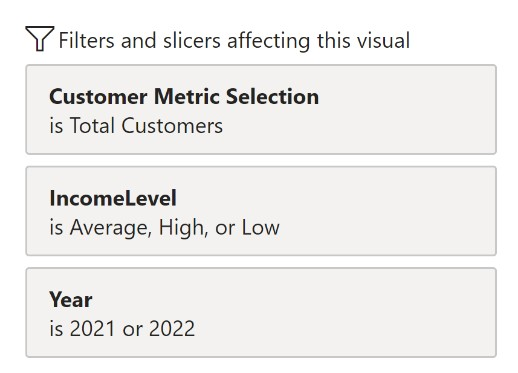 Filters and slicers affecting this visual
Customer Metric Selection
is Total Customers
IncomeLevel
is Average, High, or Low
Year
is 2021 or 2022